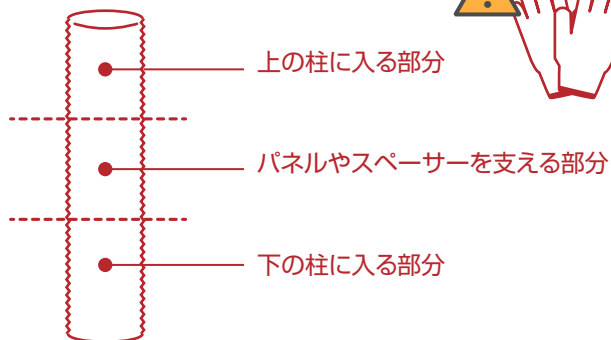 上の柱に入る部分
パネルやスペーサーを支える部分
下の柱に入る部分